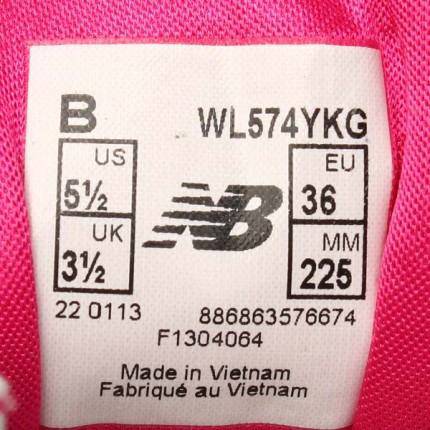 B WL574YKG
US
5½
UK
3½
NB
EU
36
MM
225
22 0113 886863576674
F1304064
Made in Vietnam
Fabriqué au Vietnam